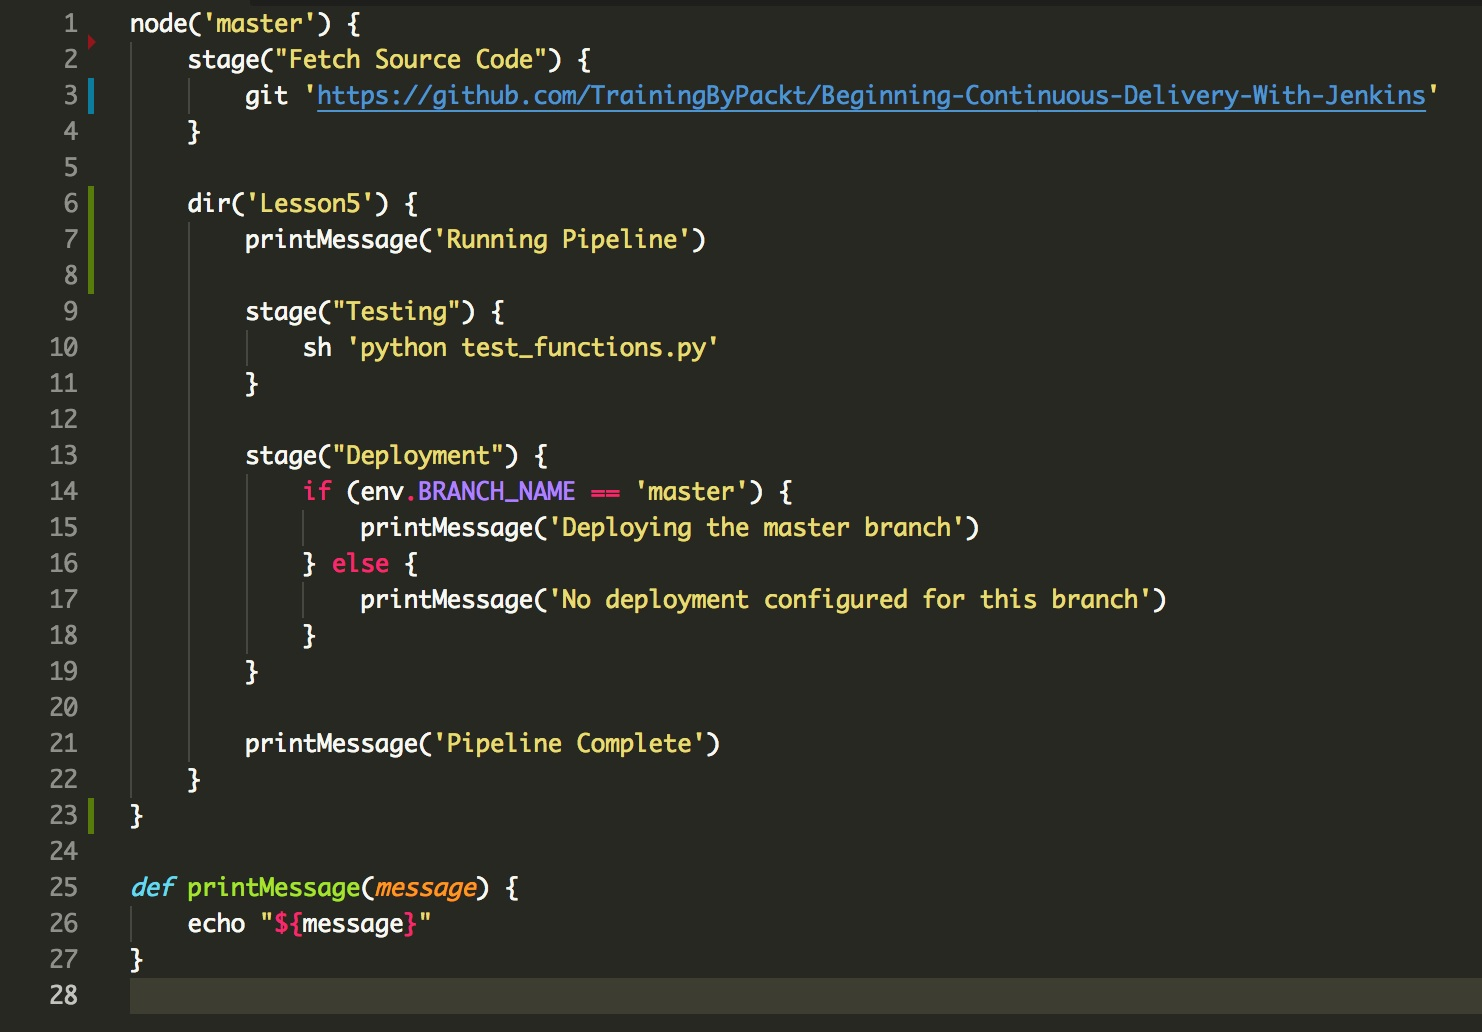 1 node('master') {
2     stage("Fetch Source Code") {
3         git 'https://github.com/TrainingByPackt/Beginning-Continuous-Delivery-With-Jenkins'
4     }
5
6     dir('Lesson5') {
7         printMessage('Running Pipeline')
8
9         stage("Testing") {
10             sh 'python test_functions.py'
11         }
12
13         stage("Deployment") {
14             if (env.BRANCH_NAME == 'master') {
15                 printMessage('Deploying the master branch')
16             } else {
17                 printMessage('No deployment configured for this branch')
18             }
19         }
20
21         printMessage('Pipeline Complete')
22     }
23 }
24
25 def printMessage(message) {
26     echo "${message}"
27 }
28